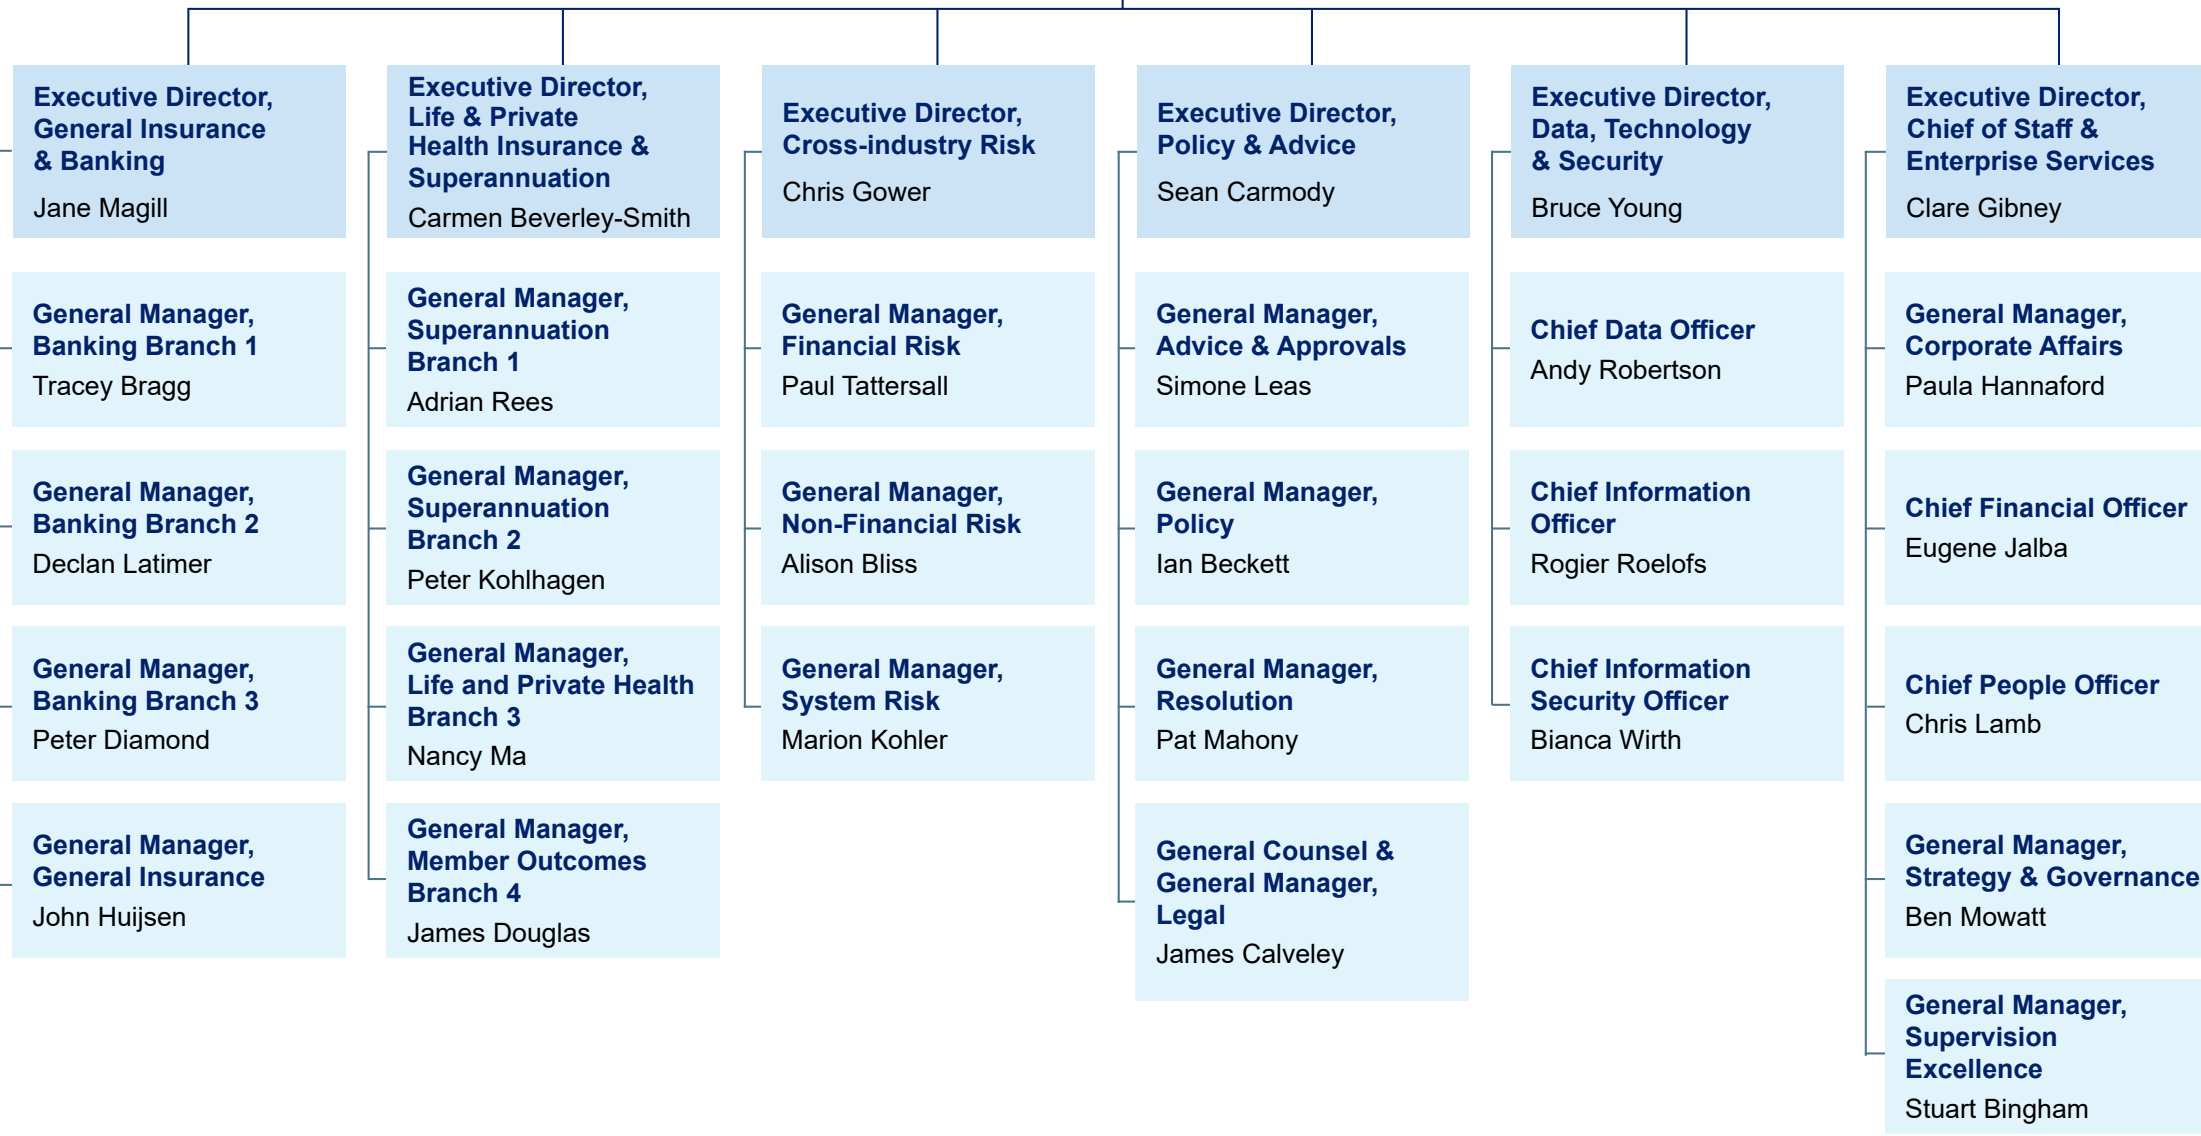 Executive Director,
General Insurance
& Banking
Jane Magill
General Manager,
Banking Branch 1
Tracey Bragg
General Manager,
Banking Branch 2
Declan Latimer
General Manager,
Banking Branch 3
Peter Diamond
General Manager,
General Insurance
John Huijsen
Executive Director,
Life & Private
Health Insurance &
Superannuation
Carmen Beverley-Smith
General Manager,
Superannuation
Branch 1
Adrian Rees
General Manager,
Superannuation
Branch 2
Peter Kohlhagen
General Manager,
Life and Private Health
Branch 3
Nancy Ma
General Manager,
Member Outcomes
Branch 4
James Douglas
Executive Director,
Cross-industry Risk
Chris Gower
General Manager,
Financial Risk
Paul Tattersall
General Manager,
Non-Financial Risk
Alison Bliss
General Manager,
System Risk
Marion Kohler
Executive Director,
Policy & Advice
Sean Carmody
General Manager,
Advice & Approvals
Simone Leas
General Manager,
Policy
Ian Beckett
General Manager,
Resolution
Pat Mahony
General Counsel &
General Manager,
Legal
James Calveley
Executive Director,
Data, Technology
& Security
Bruce Young
Chief Data Officer
Andy Robertson
Chief Information
Officer
Rogier Roelofs
Chief Information
Security Officer
Bianca Wirth
Executive Director,
Chief of Staff &
Enterprise Services
Clare Gibney
General Manager,
Corporate Affairs
Paula Hannaford
Chief Financial Officer
Eugene Jalba
Chief People Officer
Chris Lamb
General Manager,
Strategy & Governance
Ben Mowatt
General Manager,
Supervision
Excellence
Stuart Bingham